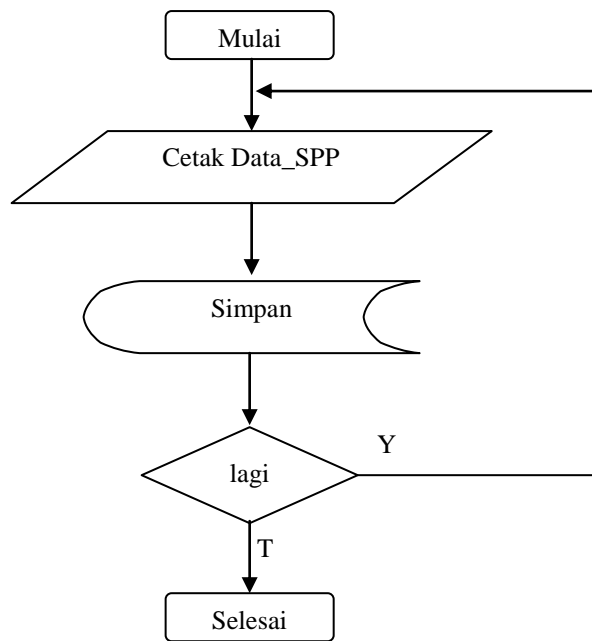 Mulai
Cetak Data_SPP
Simpan
lagi
Y
T
Selesai